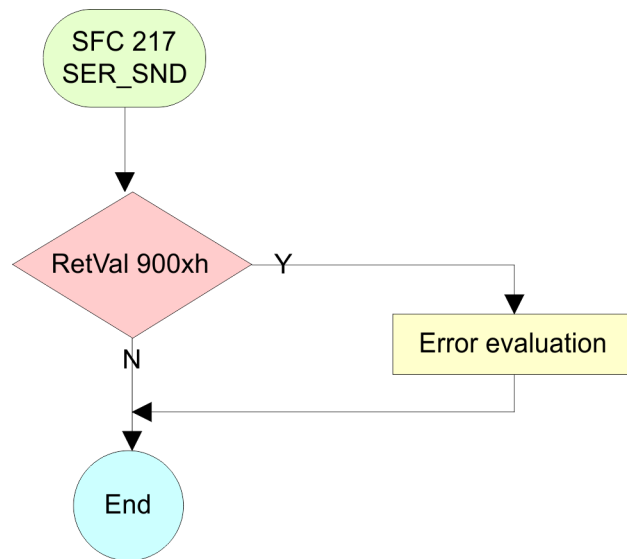 SFC 217
SER_SND
RetVal 900xh
Y
Error evaluation
N
End